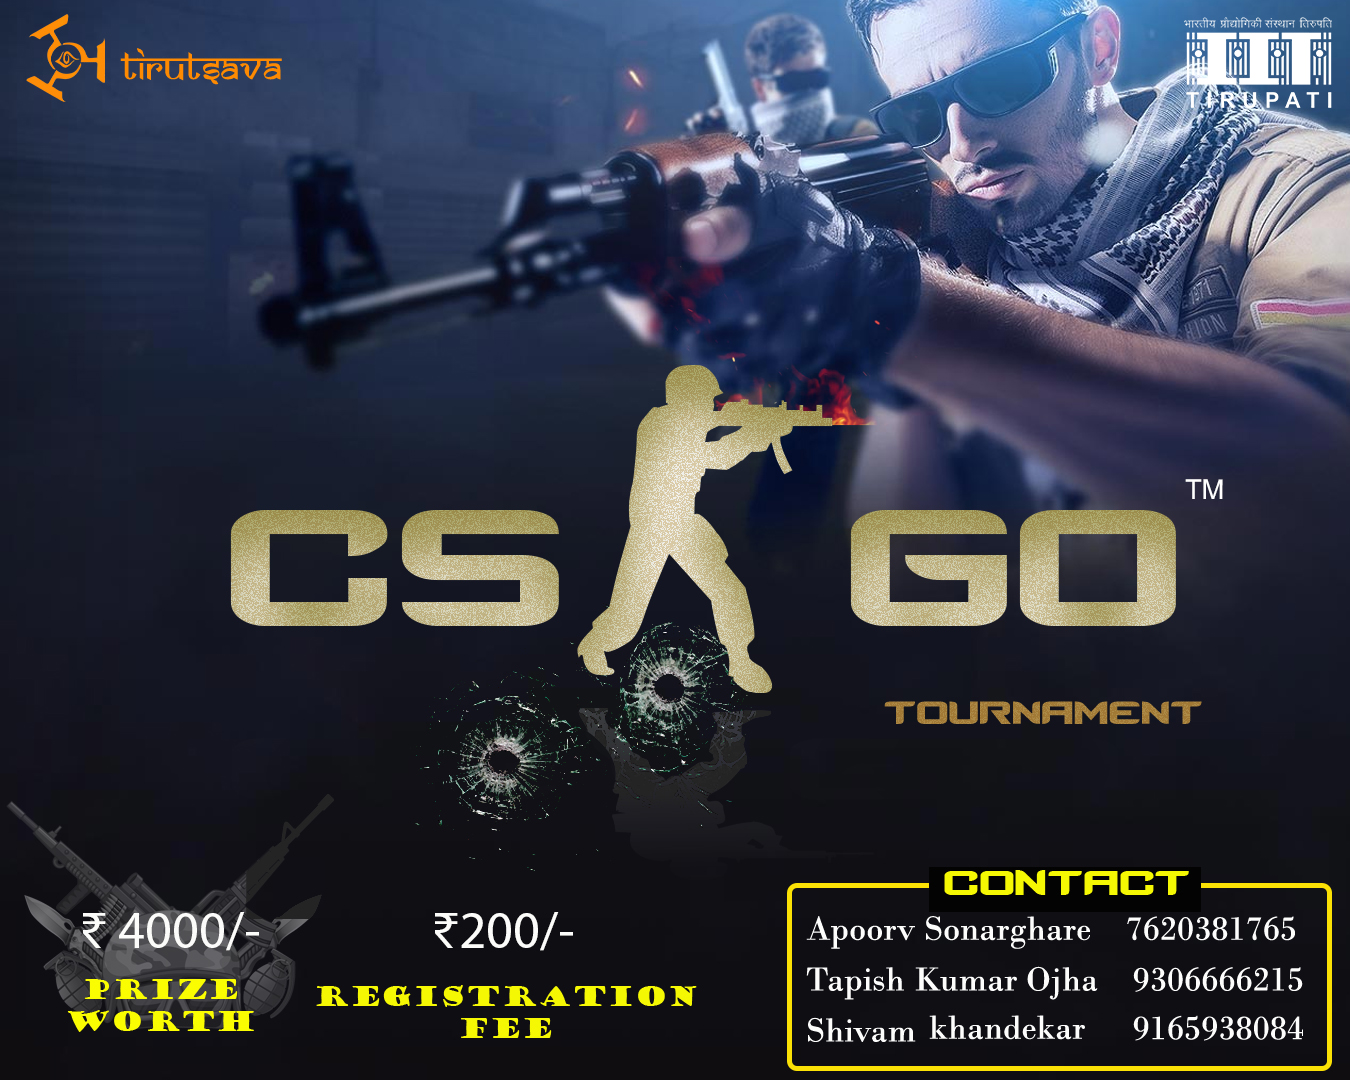 tirutsava
भारतीय प्रौद्योगिकी संस्थान तिरुपति
IIT
TIRUPATI
CS GO
TM
TOURNAMENT
₹ 4000/-
PRIZE
WORTH
₹200/-
REGISTRATION
FEE
CONTACT
Apoorv Sonarghare 7620381765
Tapish Kumar Ojha 9306666215
Shivam khandekar 9165938084